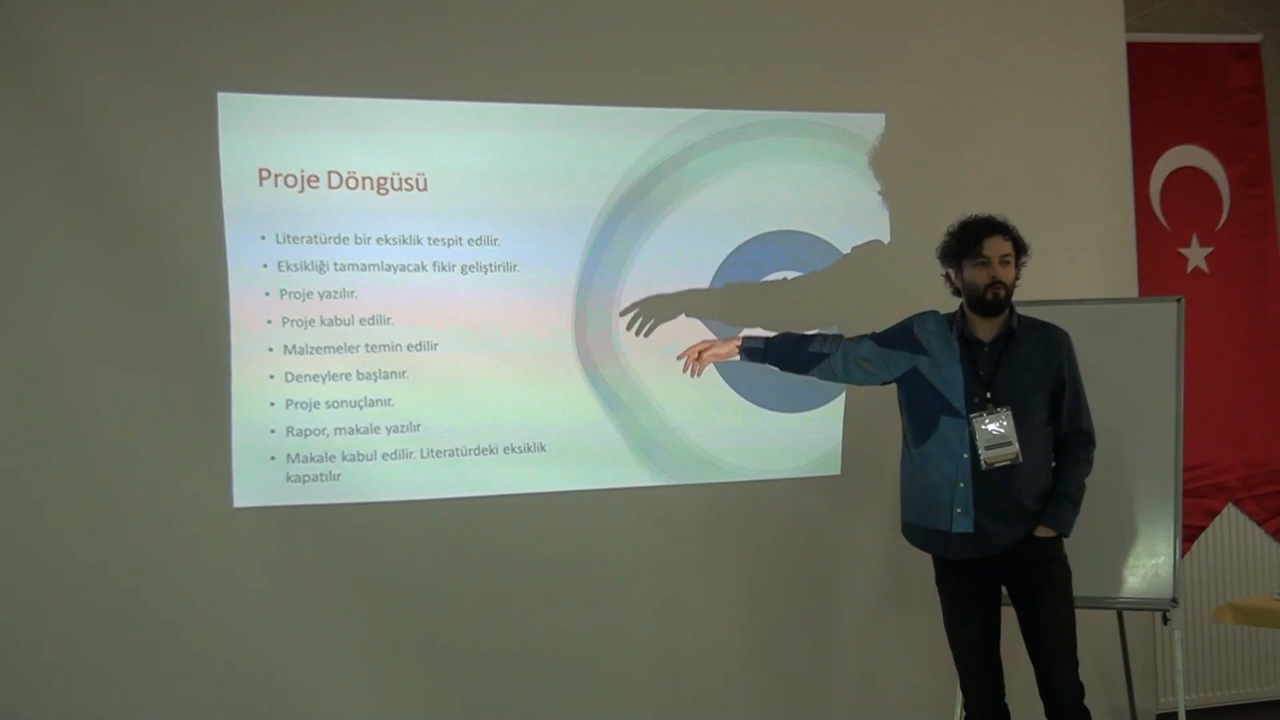 Proje Döngüsü
• Literatürde bir eksiklik tespit edilir.
• Eksikliği tamamlayacak fikir geliştirilir.
• Proje yazılır.
• Proje kabul edilir.
• Malzemeler temin edilir
• Deneylere başlanır.
• Proje sonuçlanır.
• Rapor, makale yazılır
• Makale kabul edilir. Literatürdeki eksiklik
kapatılır